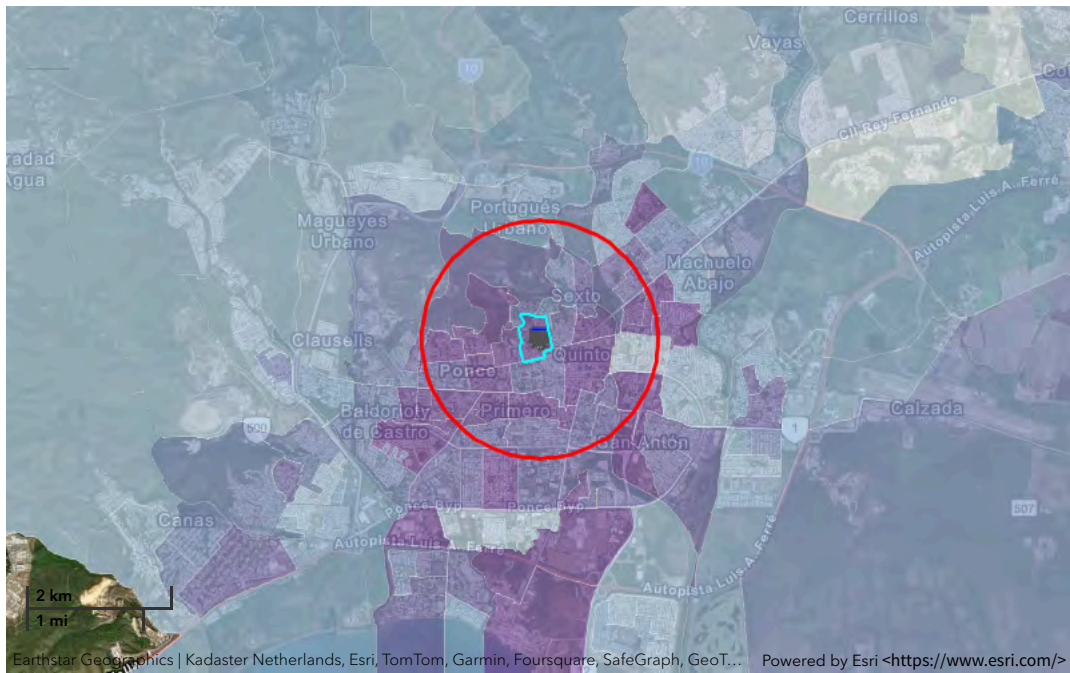 Cerrillos
Vayas
10
Co
Cll Rey Fernando
10
radad
Agua
Autopista Luis A. Ferré
Portugués
Urbano
Magueyes
Urbano
Machuelo
Abajo
Sexto
Clausells
Quinto
Ponce
Baldorioty
de Castro
Primero
Calzada
500
1
San Antón
Ponce Byp
Ponce Byp
507
Canas
Autopista Luis A. Ferré
Autopista Luis A. Ferré
2 km
1 mi
Earthstar Geographics | Kadaster Netherlands, Esri, TomTom, Garmin, Foursquare, SafeGraph, GeoT...
Powered by Esri <https://www.esri.com/>